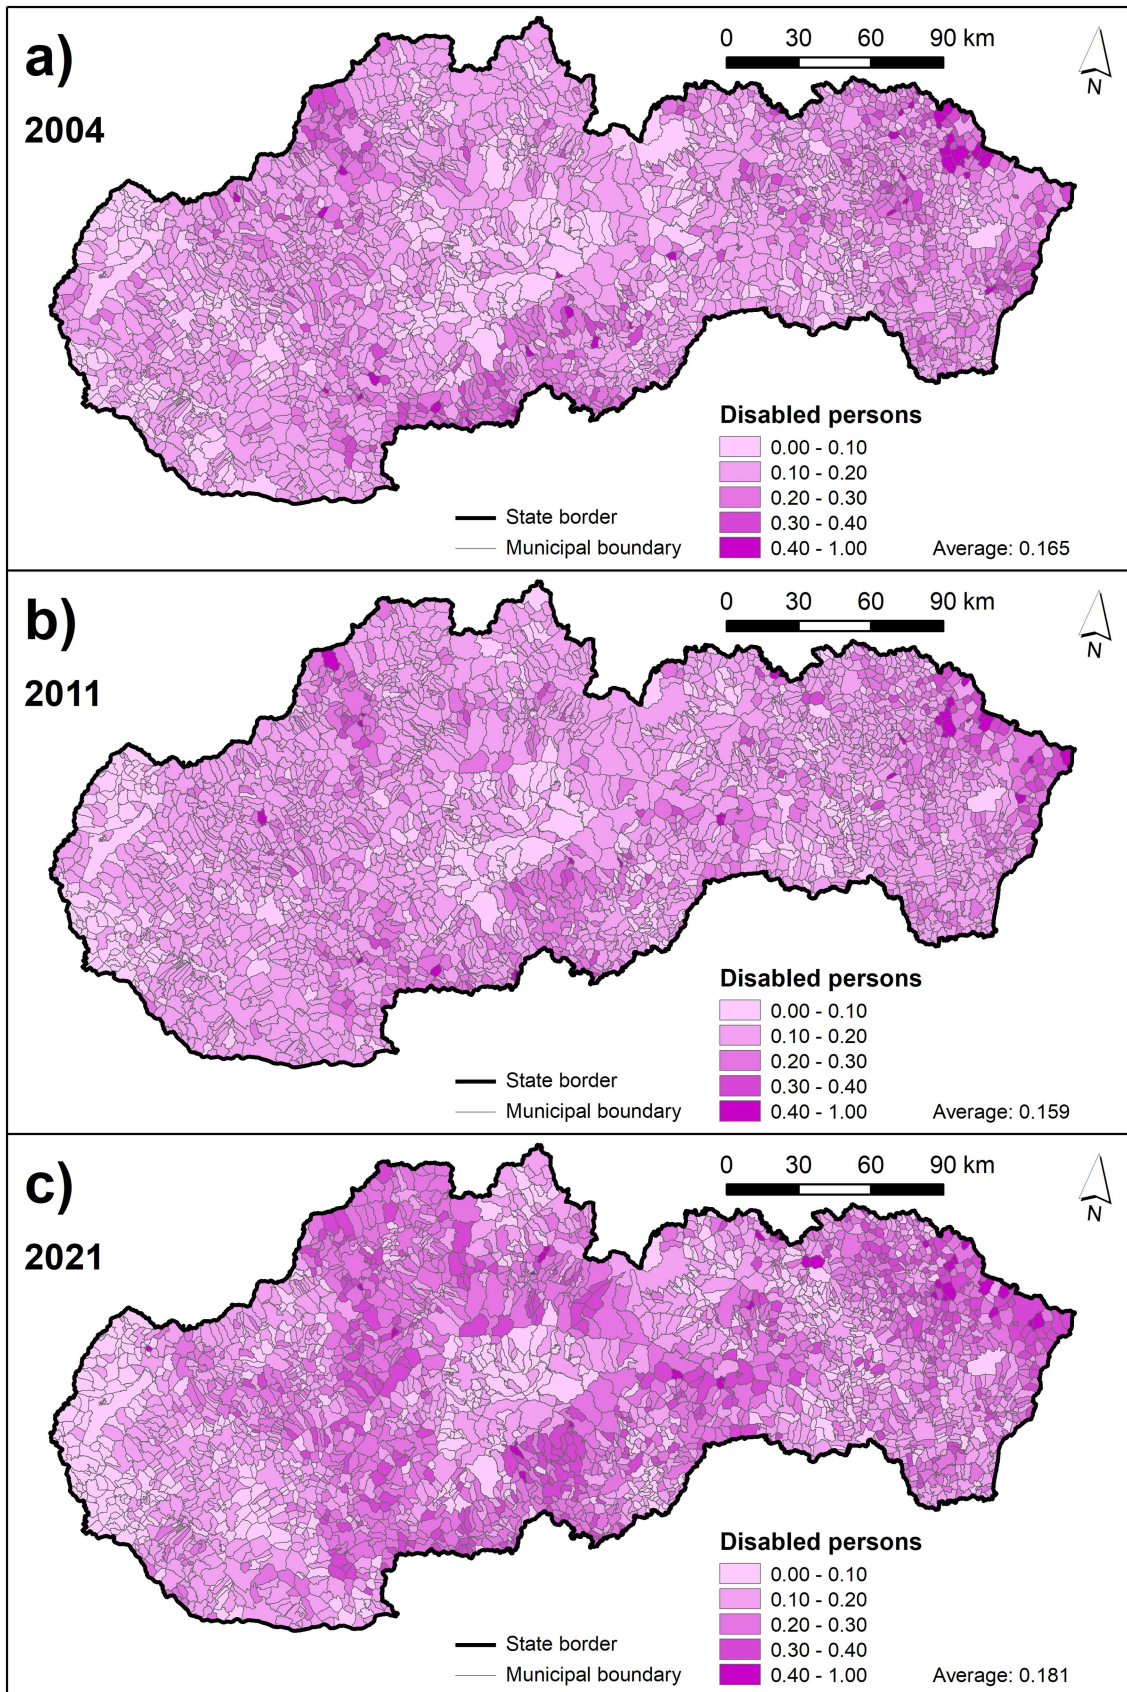 a)
2004
0 30 60 90 km
N
Disabled persons
0.00 - 0.10
0.10 - 0.20
0.20 - 0.30
0.30 - 0.40
0.40 - 1.00
State border
Municipal boundary
Average: 0.165
b)
2011
0 30 60 90 km
N
Disabled persons
0.00 - 0.10
0.10 - 0.20
0.20 - 0.30
0.30 - 0.40
0.40 - 1.00
State border
Municipal boundary
Average: 0.159
c)
2021
0 30 60 90 km
N
Disabled persons
0.00 - 0.10
0.10 - 0.20
0.20 - 0.30
0.30 - 0.40
0.40 - 1.00
State border
Municipal boundary
Average: 0.181